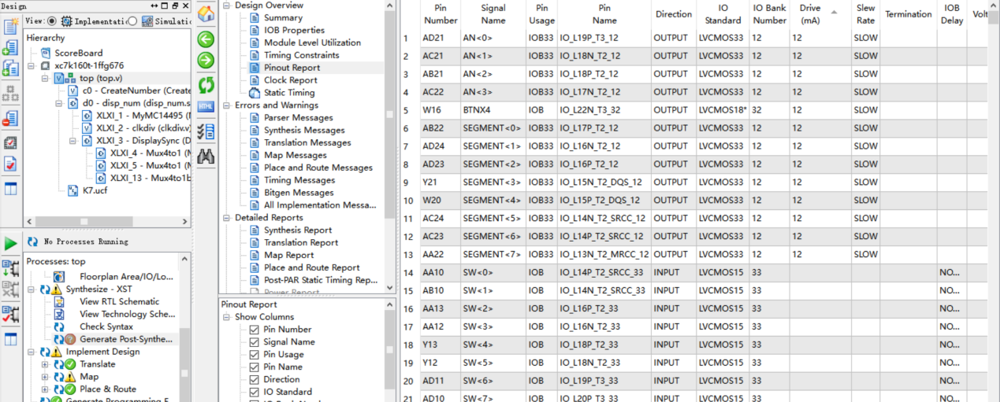 Design
View: Implementati Simulati
Hierarchy
ScoreBoard
xc7k160t-1ffg676
top (top.v)
c0 - CreateNumber (Create
d0 - disp_num (disp_num.s
XLXI_1 - MyMC14495 (
XLXI_2 - clkdiv (clkdiv.v)
XLXI_3 - DisplaySync (D
XLXI_4 - Mux4to1 (
XLXI_5 - Mux4to1 (
XLXI_13 - Mux4to1b
K7.ucf
No Processes Running
Processes: top
Floorplan Area/IO/Lo...
Synthesize - XST
View RTL Schematic
View Technology Sche...
Check Syntax
Generate Post-Synthe...
Implement Design
Translate
Map
Place & Route
HTML
Design Overview
Summary
IOB Properties
Module Level Utilization
Timing Constraints
Pinout Report
Clock Report
Static Timing
Errors and Warnings
Parser Messages
Synthesis Messages
Translation Messages
Map Messages
Place and Route Messages
Timing Messages
Bitgen Messages
All Implementation Messa...
Detailed Reports
Synthesis Report
Translation Report
Map Report
Place and Route Report
Post-PAR Static Timing Rep...
Power Report
Pinout Report
Show Columns
Pin Number
Signal Name
Pin Usage
Pin Name
Direction
IO Standard
Pin Number Signal Name Pin Usage Pin Name Direction IO Standard IO Bank Number Drive (mA) Slew Rate Termination IOB Delay Volt
1 AD21 AN<0> IOB33 IO_L19P_T3_12 OUTPUT LVCMOS33 12 12 SLOW
2 AC21 AN<1> IOB33 IO_L18N_T2_12 OUTPUT LVCMOS33 12 12 SLOW
3 AB21 AN<2> IOB33 IO_L18P_T2_12 OUTPUT LVCMOS33 12 12 SLOW
4 AC22 AN<3> IOB33 IO_L17N_T2_12 OUTPUT LVCMOS33 12 12 SLOW
5 W16 BTNX4 IOB IO_L22N_T3_32 OUTPUT LVCMOS18* 32 12 SLOW
6 AB22 SEGMENT<0> IOB33 IO_L17P_T2_12 OUTPUT LVCMOS33 12 12 SLOW
7 AD24 SEGMENT<1> IOB33 IO_L16N_T2_12 OUTPUT LVCMOS33 12 12 SLOW
8 AD23 SEGMENT<2> IOB33 IO_L16P_T2_12 OUTPUT LVCMOS33 12 12 SLOW
9 Y21 SEGMENT<3> IOB33 IO_L15N_T2_DQS_12 OUTPUT LVCMOS33 12 12 SLOW
10 W20 SEGMENT<4> IOB33 IO_L15P_T2_DQS_12 OUTPUT LVCMOS33 12 12 SLOW
11 AC24 SEGMENT<5> IOB33 IO_L14N_T2_SRCC_12 OUTPUT LVCMOS33 12 12 SLOW
12 AC23 SEGMENT<6> IOB33 IO_L14P_T2_SRCC_12 OUTPUT LVCMOS33 12 12 SLOW
13 AA22 SEGMENT<7> IOB33 IO_L13N_T2_MRCC_12 OUTPUT LVCMOS33 12 12 SLOW
14 AA10 SW<0> IOB IO_L14P_T2_SRCC_33 INPUT LVCMOS15 33 NO...
15 AB10 SW<1> IOB IO_L14N_T2_SRCC_33 INPUT LVCMOS15 33 NO...
16 AA13 SW<2> IOB IO_L16P_T2_33 INPUT LVCMOS15 33 NO...
17 AA12 SW<3> IOB IO_L16N_T2_33 INPUT LVCMOS15 33 NO...
18 Y13 SW<4> IOB IO_L18P_T2_33 INPUT LVCMOS15 33 NO...
19 Y12 SW<5> IOB IO_L18N_T2_33 INPUT LVCMOS15 33 NO...
20 AD11 SW<6> IOB IO_L19P_T3_33 INPUT LVCMOS15 33 NO...
21 AD10 SW<7> IOB IO_L20P_T3_33 INPUT LVCMOS15 33 NO...